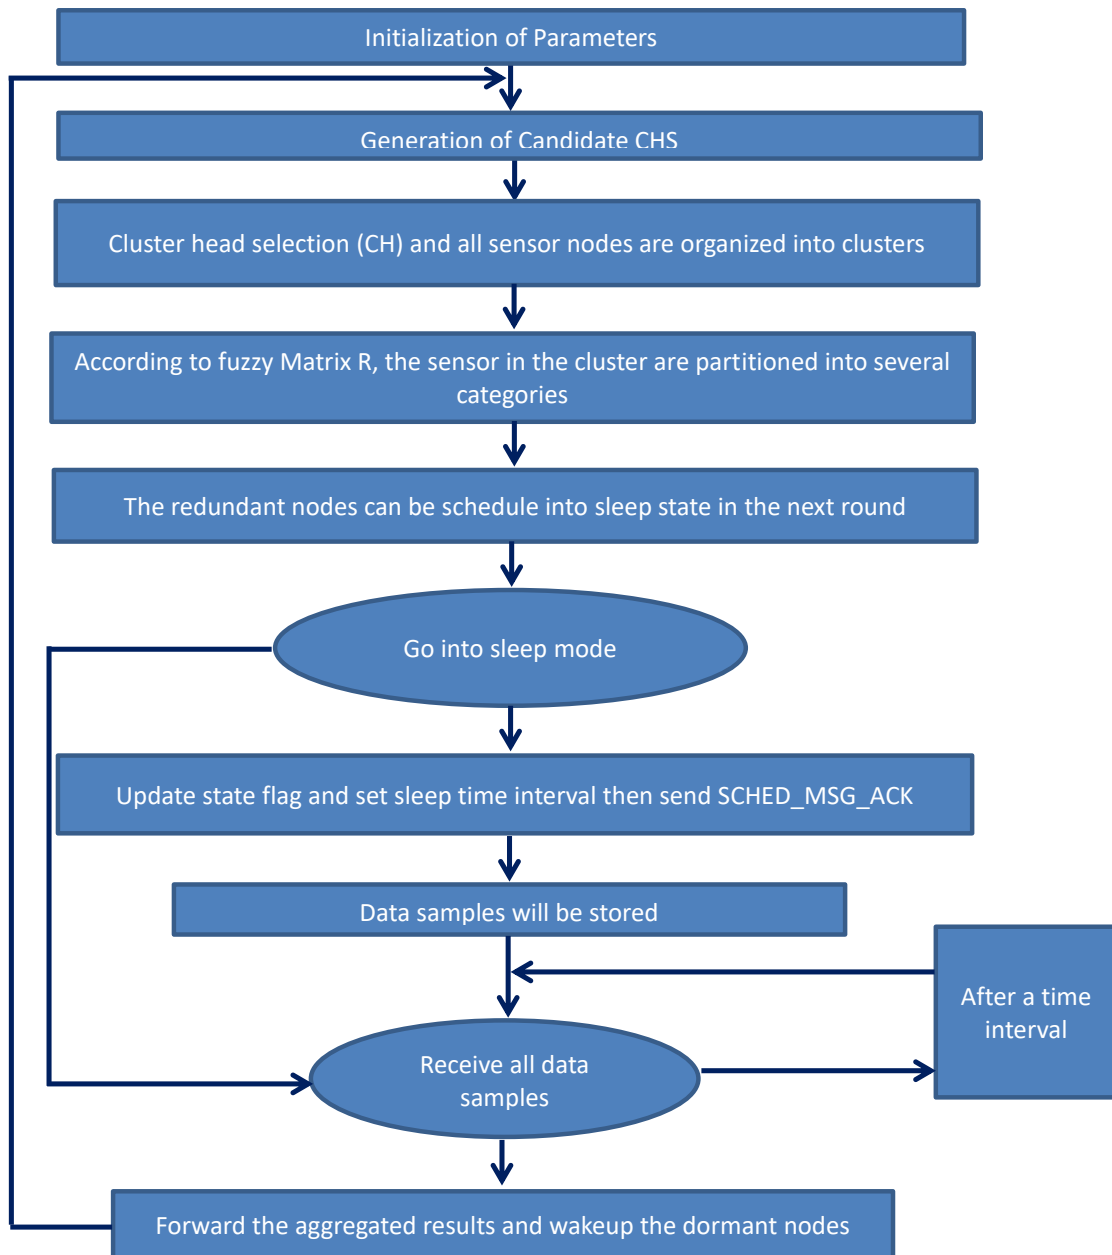 Initialization of Parameters
Generation of Candidate CHS
Cluster head selection (CH) and all sensor nodes are organized into clusters
According to fuzzy Matrix R, the sensor in the cluster are partitioned into several
categories
The redundant nodes can be schedule into sleep state in the next round
Go into sleep mode
Update state flag and set sleep time interval then send SCHED_MSG_ACK
Data samples will be stored
After a time
interval
Receive all data
samples
Forward the aggregated results and wakeup the dormant nodes